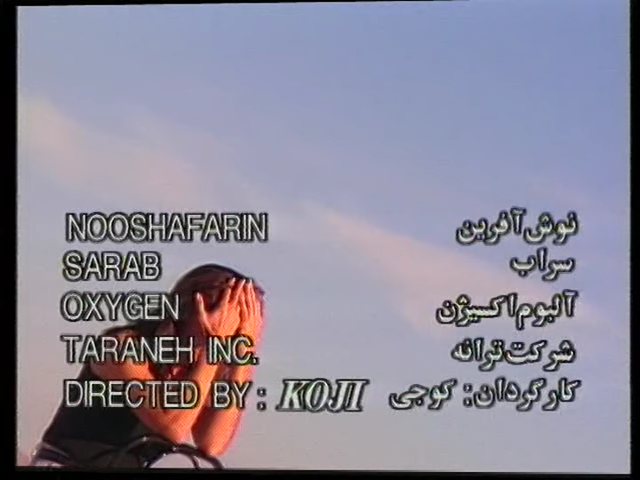 NOOSHAFARIN نوش‌آفرین
SARAB سراب
OXYGEN آلبوم اکسیژن
TARANEH INC. شرکت ترانه
DIRECTED BY : KOJI کارگردان: کوجی